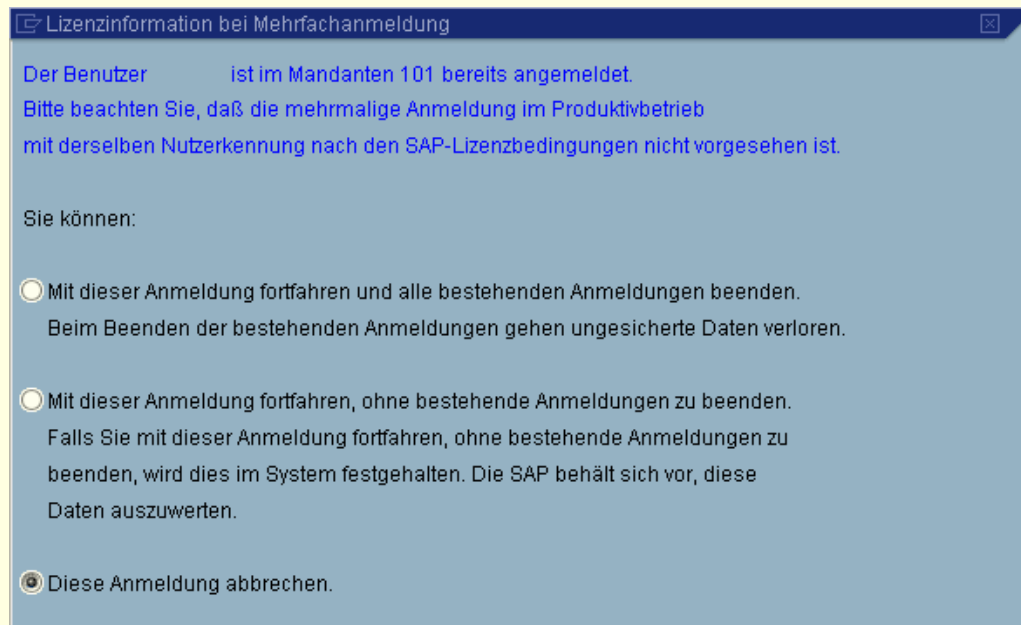 Lizenzinformation bei Mehrfachanmeldung
Der Benutzer ist im Mandanten 101 bereits angemeldet.
Bitte beachten Sie, daß die mehrmalige Anmeldung im Produktivbetrieb
mit derselben Nutzerkennung nach den SAP-Lizenzbedingungen nicht vorgesehen ist.
Sie können:
Mit dieser Anmeldung fortfahren und alle bestehenden Anmeldungen beenden.
Beim Beenden der bestehenden Anmeldungen gehen ungesicherte Daten verloren.
Mit dieser Anmeldung fortfahren, ohne bestehende Anmeldungen zu beenden.
Falls Sie mit dieser Anmeldung fortfahren, ohne bestehende Anmeldungen zu
beenden, wird dies im System festgehalten. Die SAP behält sich vor, diese
Daten auszuwerten.
Diese Anmeldung abbrechen.